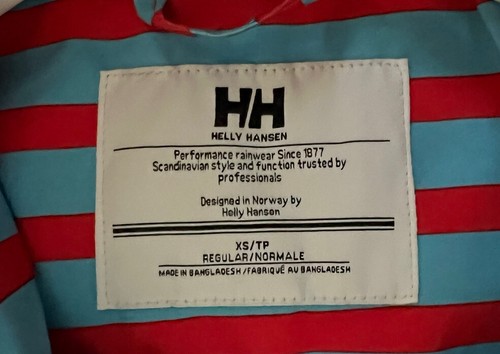 HH
HELLY HANSEN
Performance rainwear Since 1877
Scandinavian style and function trusted by
professionals
Designed in Norway by
Helly Hansen
XS/TP
REGULAR/NORMALE
MADE IN BANGLADESH/FABRIQUÉ AU BANGLADESH